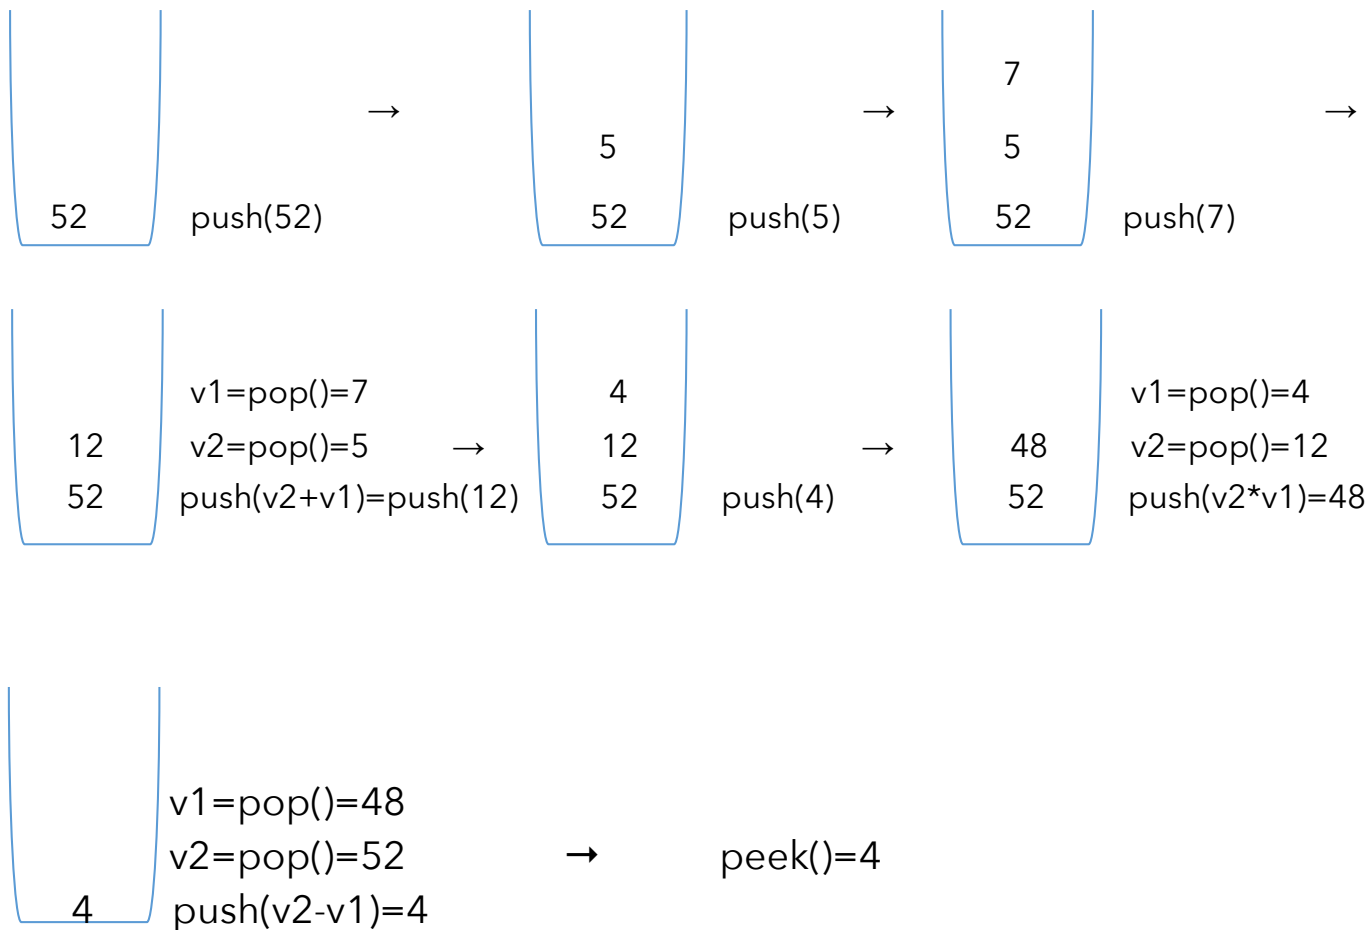 → → 7 →
5 5
52 push(52) 52 push(5) 52 push(7)
v1=pop()=7 4 v1=pop()=4
12 v2=pop()=5 → 12 → 48 v2=pop()=12
52 push(v2+v1)=push(12) 52 push(4) 52 push(v2*v1)=48
v1=pop()=48
v2=pop()=52 → peek()=4
4 push(v2-v1)=4